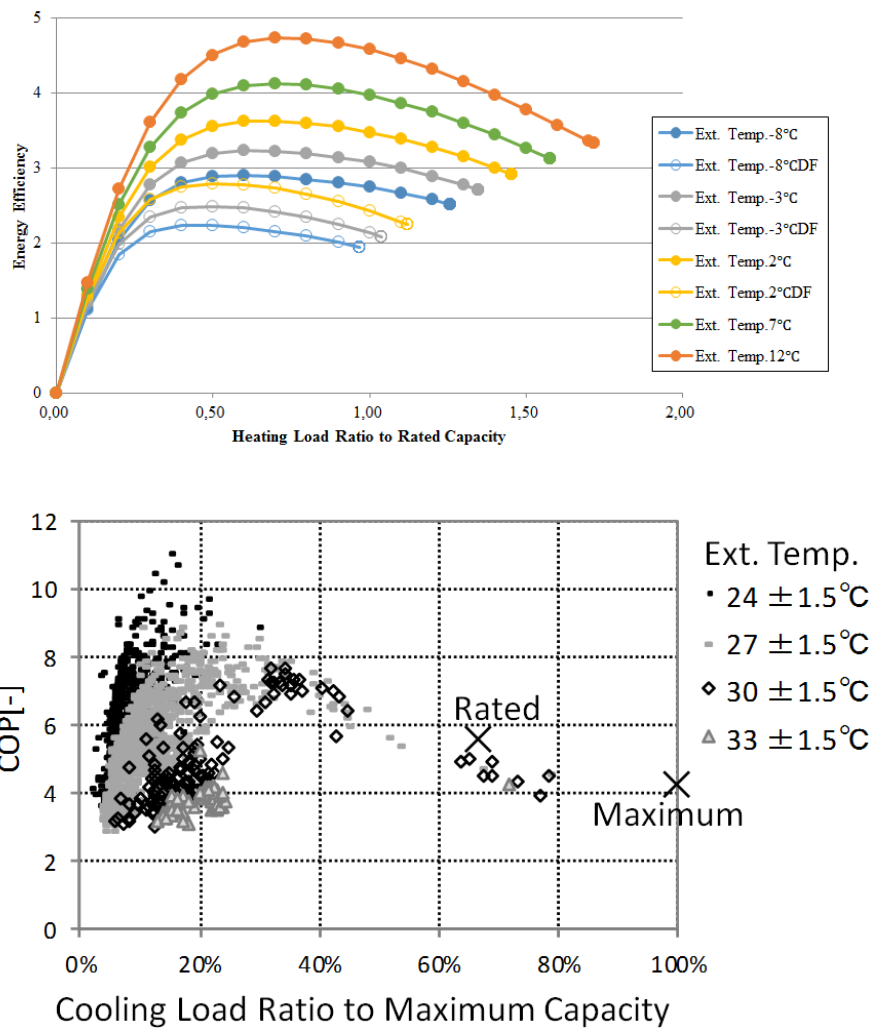 5
4
3
2
1
0
Energy Efficiency
0,00
0,50
1,00
1,50
2,00
Heating Load Ratio to Rated Capacity
Ext. Temp.-8°C
Ext. Temp.-8°CDF
Ext. Temp.-3°C
Ext. Temp.-3°CDF
Ext. Temp.2°C
Ext. Temp.2°CDF
Ext. Temp.7°C
Ext. Temp.12°C
12
10
8
6
4
2
0
COP[-]
0%
20%
40%
60%
80%
100%
Cooling Load Ratio to Maximum Capacity
Rated
Maximum
Ext. Temp.
24 ±1.5℃
27 ±1.5℃
30 ±1.5℃
33 ±1.5℃